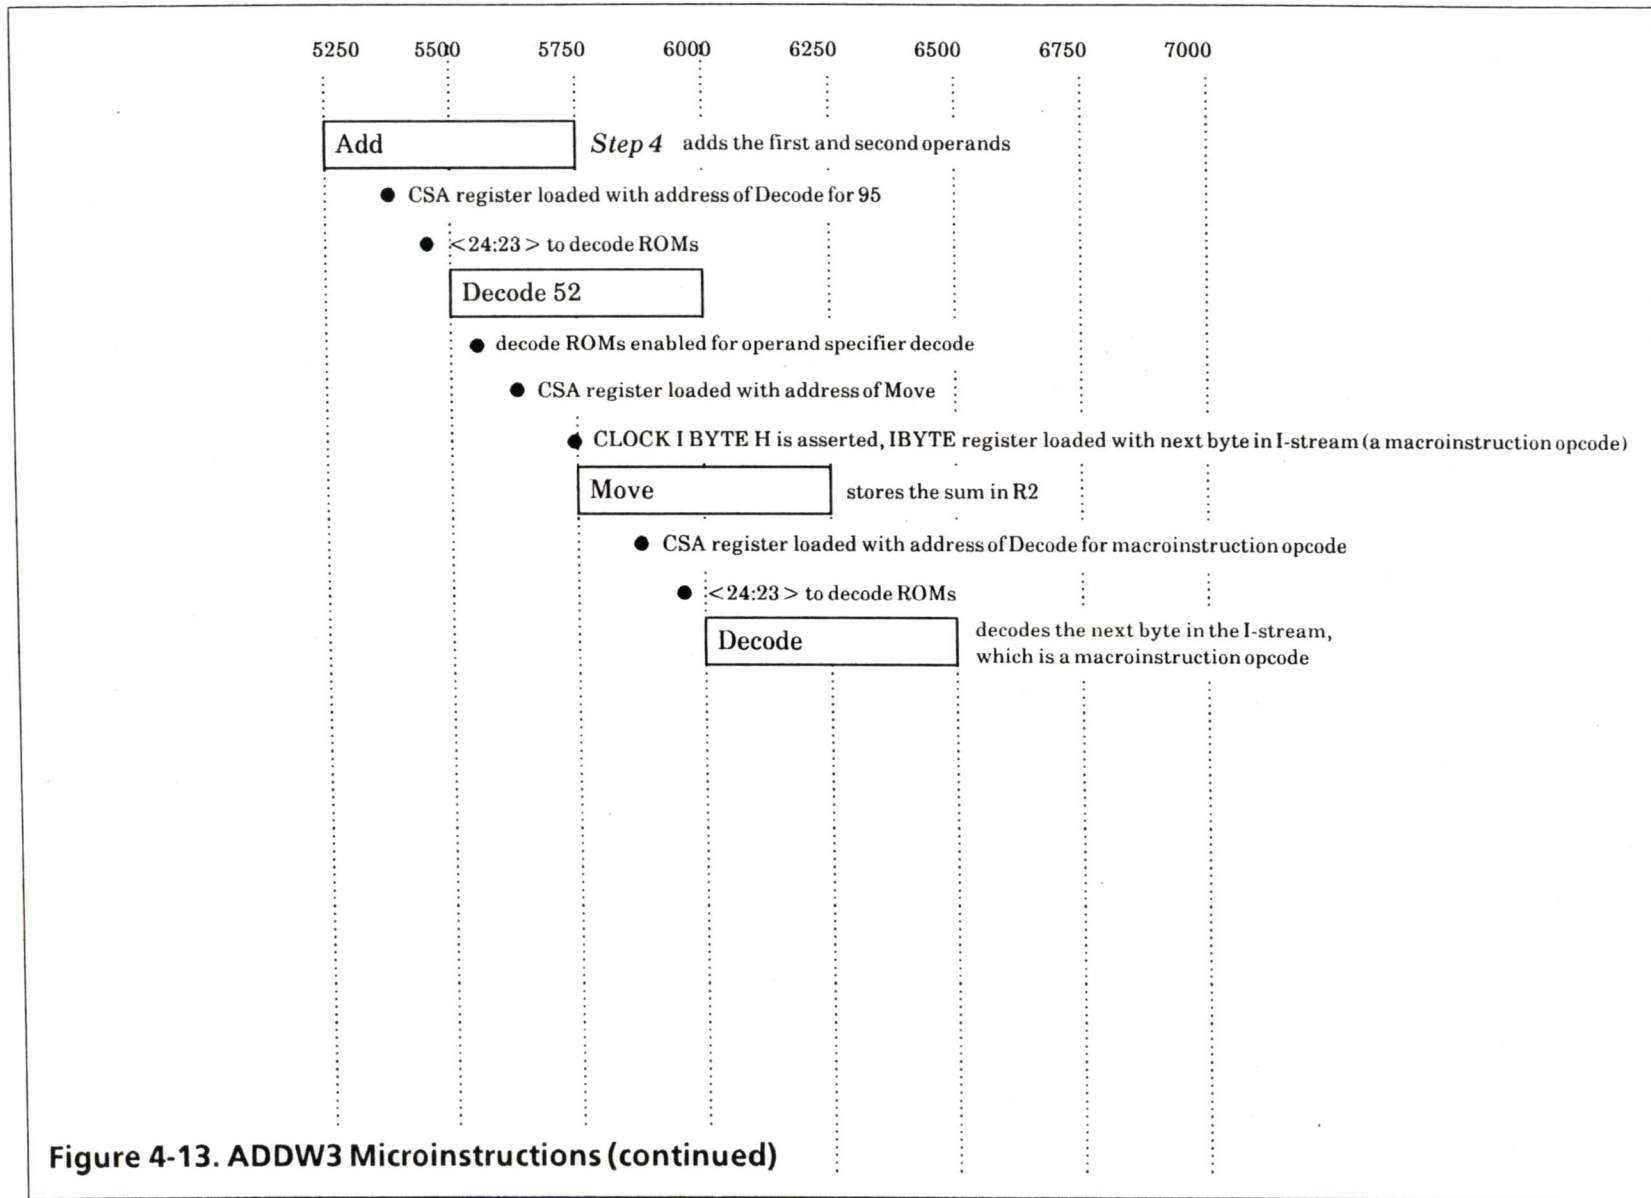 5250 5500 5750 6000 6250 6500 6750 7000
Add
Step 4 adds the first and second operands
● CSA register loaded with address of Decode for 95
● <24:23> to decode ROMs
Decode 52
● decode ROMs enabled for operand specifier decode
● CSA register loaded with address of Move
● CLOCK I BYTE H is asserted, IBYTE register loaded with next byte in I-stream (a macroinstruction opcode)
Move
stores the sum in R2
● CSA register loaded with address of Decode for macroinstruction opcode
● <24:23> to decode ROMs
Decode
decodes the next byte in the I-stream,
which is a macroinstruction opcode
Figure 4-13. ADDW3 Microinstructions (continued)